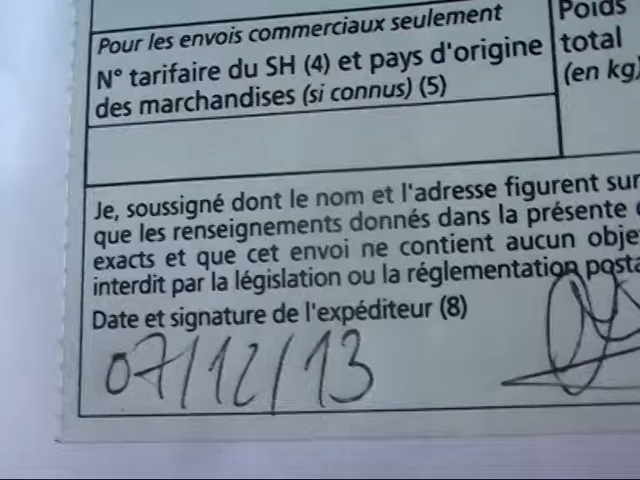 Pour les envois commerciaux seulement
N° tarifaire du SH (4) et pays d'origine
des marchandises (si connus) (5)
Poids
total
(en kg)
Je, soussigné dont le nom et l'adresse figurent sur
que les renseignements donnés dans la présente
exacts et que cet envoi ne contient aucun
interdit par la législation ou la réglementation
Date et signature de l'expéditeur (8)
07/12/13